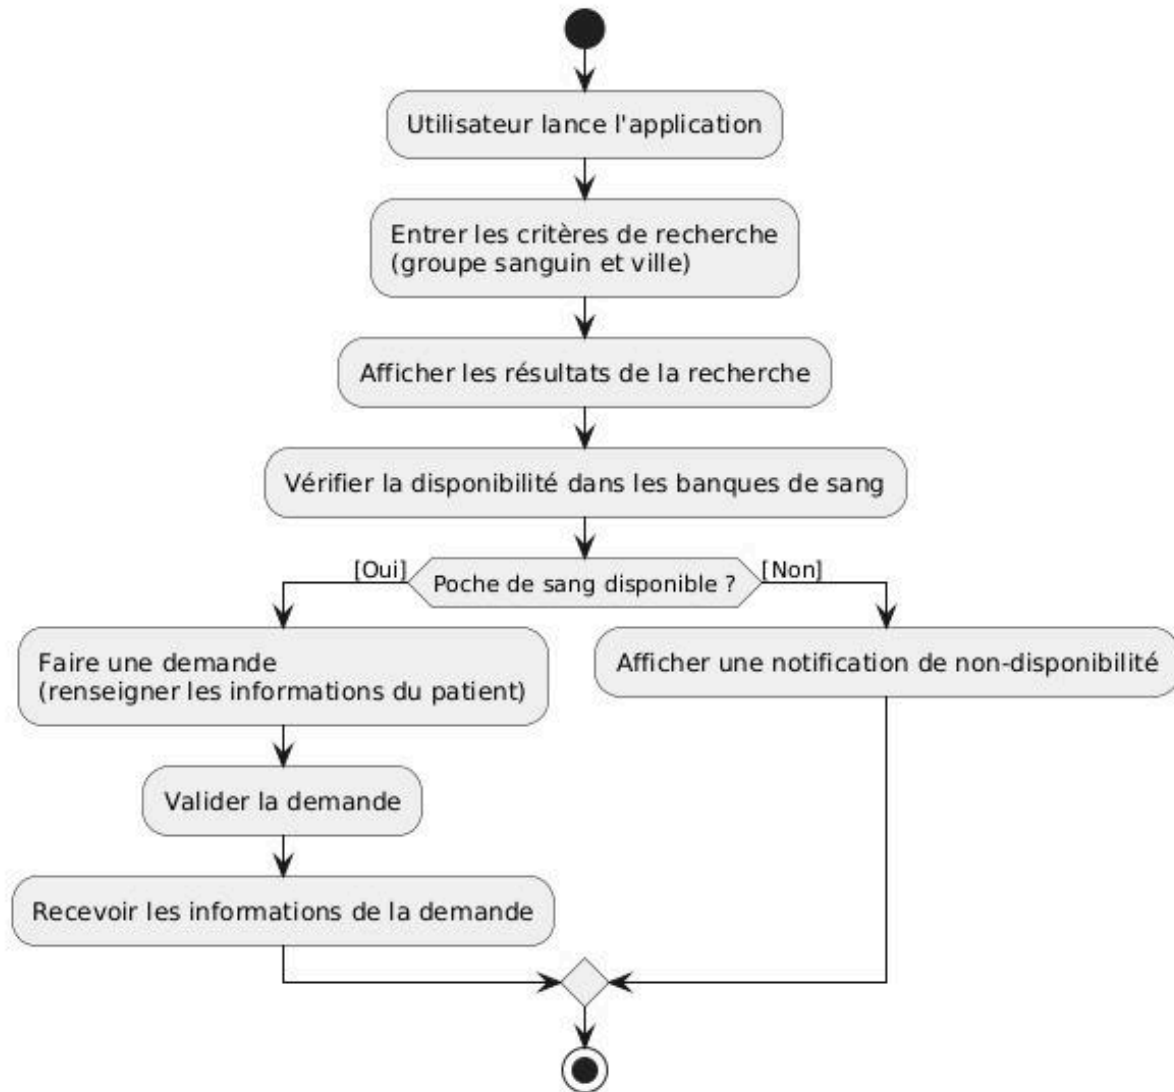 Utilisateur lance l'application
Entrer les critères de recherche
(groupe sanguin et ville)
Afficher les résultats de la recherche
Vérifier la disponibilité dans les banques de sang
[Oui]
Poche de sang disponible ?
[Non]
Faire une demande
(renseigner les informations du patient)
Afficher une notification de non-disponibilité
Valider la demande
Recevoir les informations de la demande